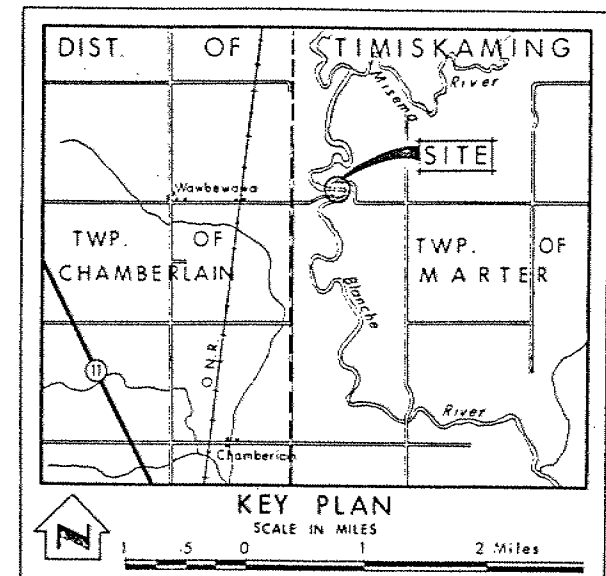 DIST. OF TIMISKAMING
Misema River
SITE
Wawbewawa
TWP. OF CHAMBERLAIN
TWP. OF MARTER
Blanche
O.N.R.
11
River
Chamberlain
KEY PLAN
SCALE IN MILES
N
1 .5 0 1 2 Miles